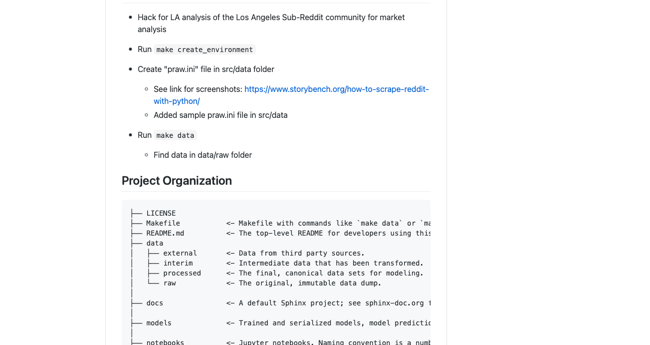 Hack for LA analysis of the Los Angeles Sub-Reddit community for market
analysis
Run make create_environment
Create "praw.ini" file in src/data folder
See link for screenshots: https://www.storybench.org/how-to-scrape-reddit-
with-python/
Added sample praw.ini file in src/data
Run make data
Find data in data/raw folder
Project Organization
├── LICENSE
├── Makefile           <- Makefile with commands like `make data` or `ma
├── README.md          <- The top-level README for developers using this
├── data
│   ├── external       <- Data from third party sources.
│   ├── interim        <- Intermediate data that has been transformed.
│   ├── processed      <- The final, canonical data sets for modeling.
│   └── raw            <- The original, immutable data dump.
│
├── docs               <- A default Sphinx project; see sphinx-doc.org f
│
├── models             <- Trained and serialized models, model predictio
│
├── notebooks          <- Jupyter notebooks. Naming convention is a numb